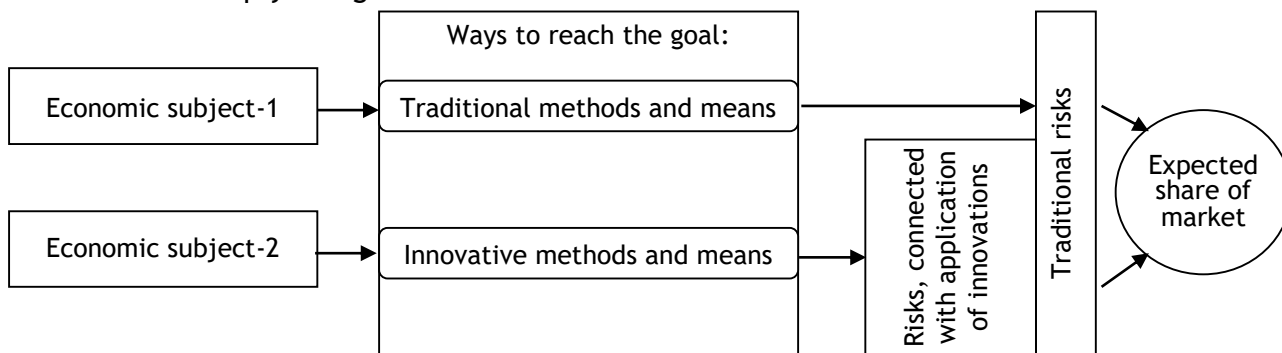 Ways to reach the goal:
Economic subject-1
Traditional methods and means
Economic subject-2
Innovative methods and means
Risks, connected
with application
of innovations
Traditional risks
Expected
share of
market